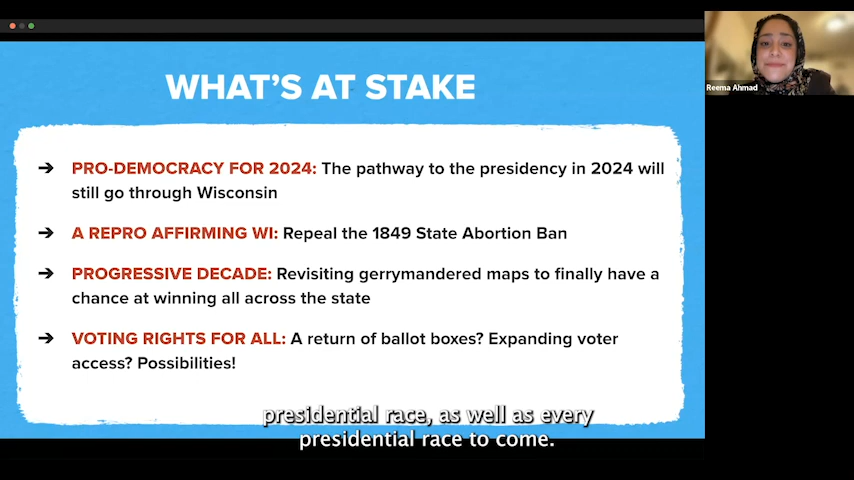 WHAT'S AT STAKE
Reema Ahmad
➔ PRO-DEMOCRACY FOR 2024: The pathway to the presidency in 2024 will
still go through Wisconsin
➔ A REPRO AFFIRMING WI: Repeal the 1849 State Abortion Ban
➔ PROGRESSIVE DECADE: Revisiting gerrymandered maps to finally have a
chance at winning all across the state
➔ VOTING RIGHTS FOR ALL: A return of ballot boxes? Expanding voter
access? Possibilities!
presidential race, as well as every
presidential race to come.